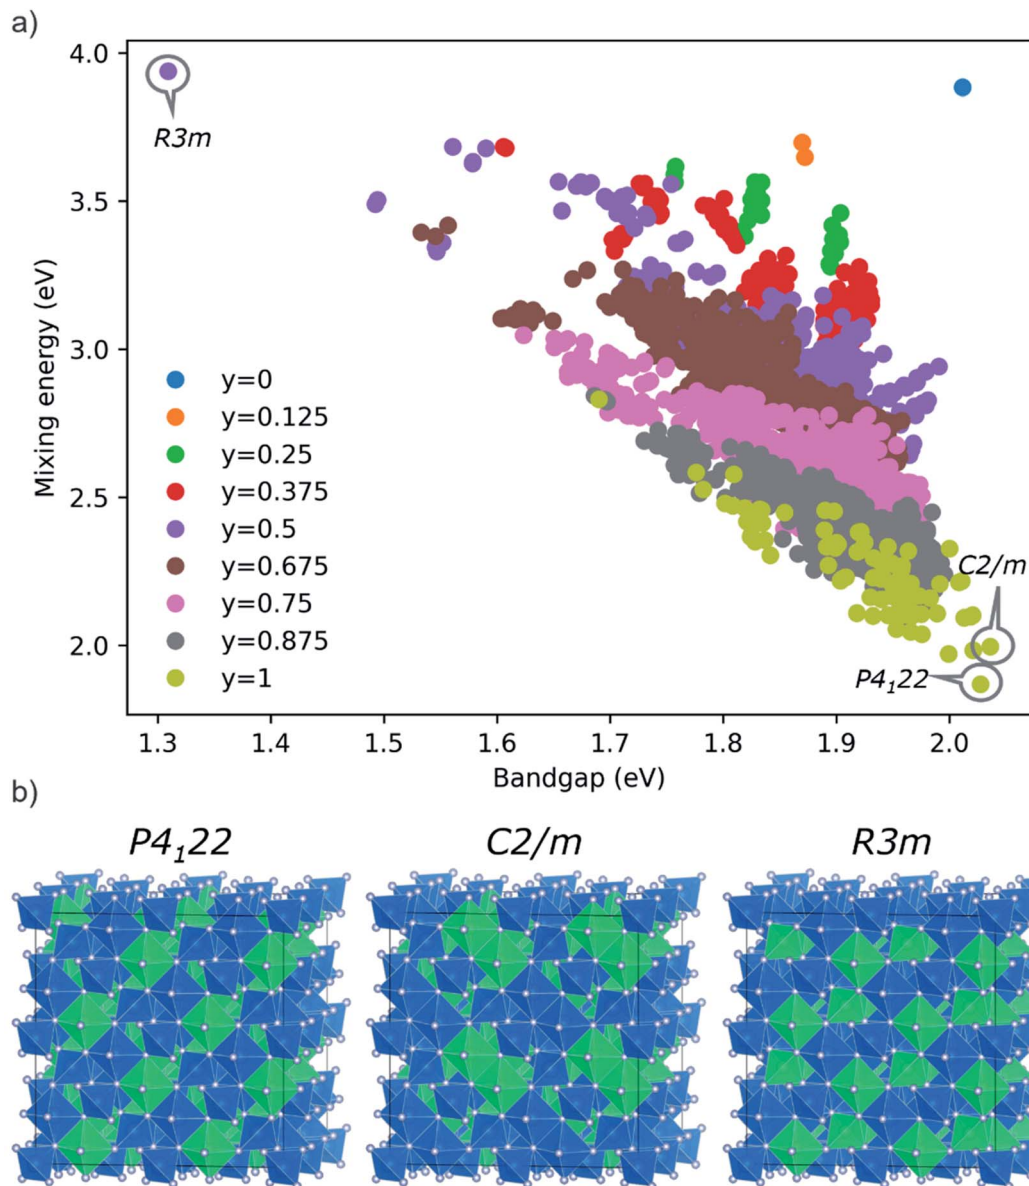 a)
4.0
R3m
3.5
3.0
2.5
2.0
Mixing energy (eV)
y=0
y=0.125
y=0.25
y=0.375
y=0.5
y=0.675
y=0.75
y=0.875
y=1
C2/m
P4₁22
1.3 1.4 1.5 1.6 1.7 1.8 1.9 2.0
Bandgap (eV)
b)
P4₁22 C2/m R3m